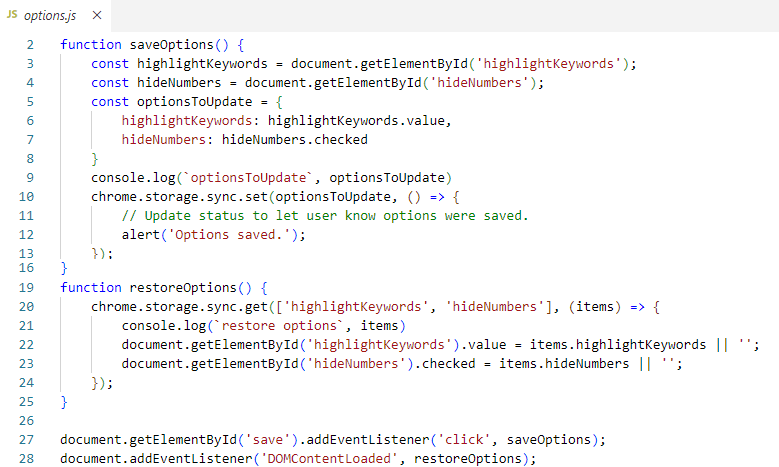 JS options.js ×
2 function saveOptions() {
3     const highlightKeywords = document.getElementById('highlightKeywords');
4     const hideNumbers = document.getElementById('hideNumbers');
5     const optionsToUpdate = {
6         highlightKeywords: highlightKeywords.value,
7         hideNumbers: hideNumbers.checked
8     }
9     console.log(`optionsToUpdate`, optionsToUpdate)
10     chrome.storage.sync.set(optionsToUpdate, () => {
11         // Update status to let user know options were saved.
12         alert('Options saved.');
13     });
16 }
19 function restoreOptions() {
20     chrome.storage.sync.get(['highlightKeywords', 'hideNumbers'], (items) => {
21         console.log(`restore options`, items)
22         document.getElementById('highlightKeywords').value = items.highlightKeywords || '';
23         document.getElementById('hideNumbers').checked = items.hideNumbers || '';
24     });
25 }
26
27 document.getElementById('save').addEventListener('click', saveOptions);
28 document.addEventListener('DOMContentLoaded', restoreOptions);